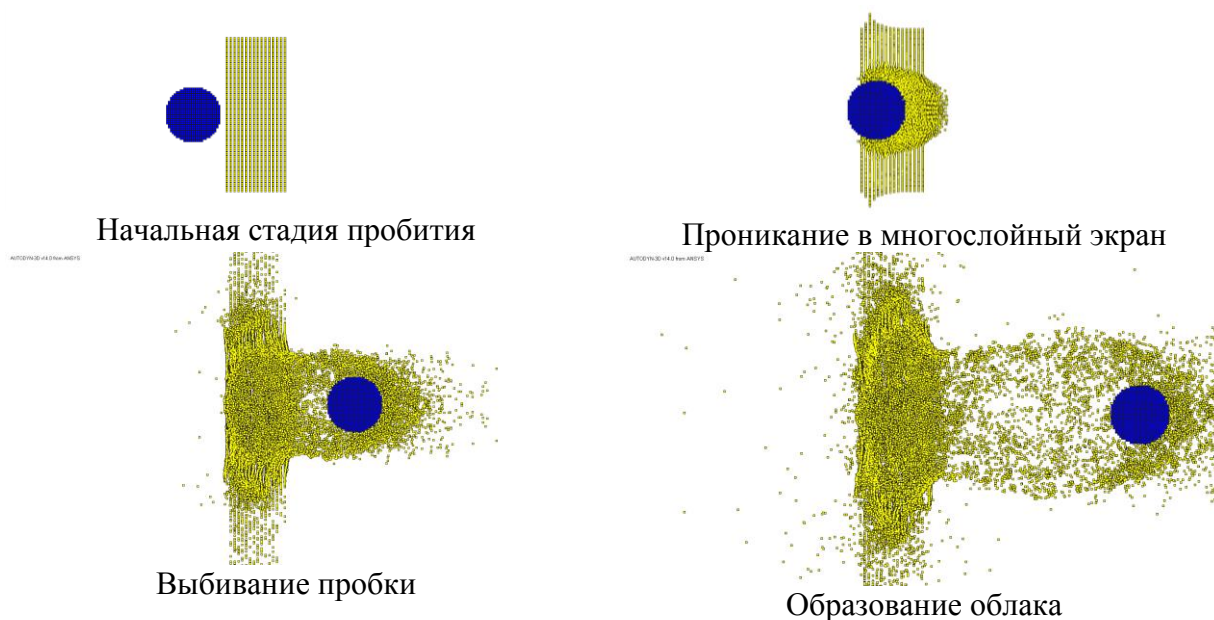 Начальная стадия пробития
Проникание в многослойный экран
AUTODYN-3D v14.0 from ANSYS
AUTODYN-3D v14.0 from ANSYS
Выбивание пробки
Образование облака